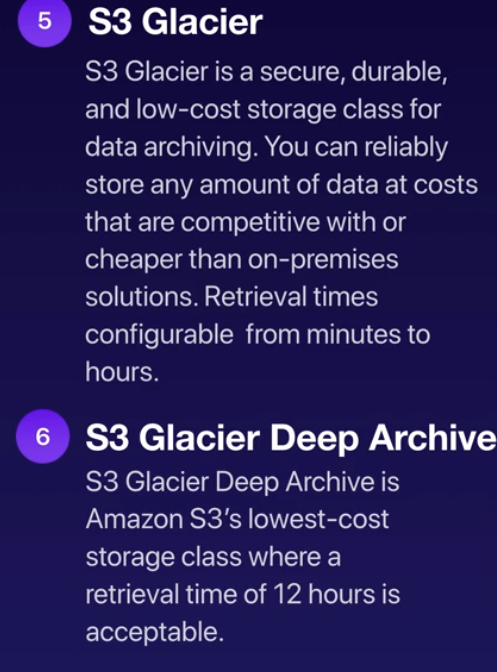 5 S3 Glacier
S3 Glacier is a secure, durable,
and low-cost storage class for
data archiving. You can reliably
store any amount of data at costs
that are competitive with or
cheaper than on-premises
solutions. Retrieval times
configurable  from minutes to
hours.
6 S3 Glacier Deep Archive
S3 Glacier Deep Archive is
Amazon S3’s lowest-cost
storage class where a
retrieval time of 12 hours is
acceptable.